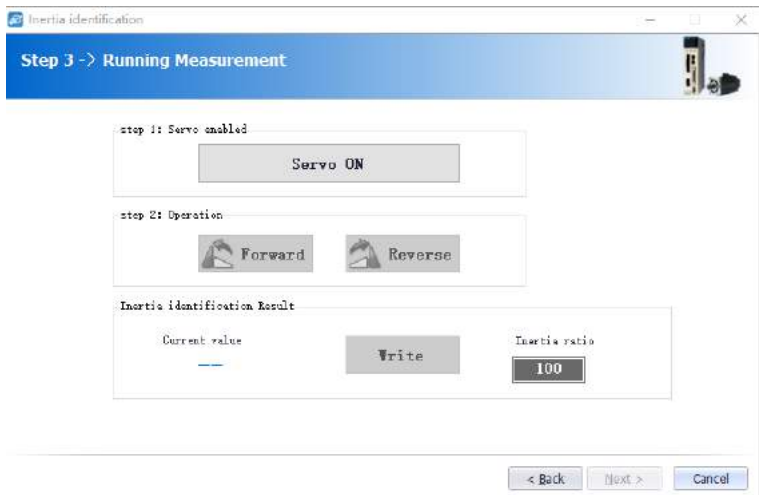 Inertia identification
Step 3 -> Running Measurement
step 1: Servo enabled
Servo ON
step 2: Operation
Forward Reverse
Inertia identification Result
Current value
Inertia ratio
-- Write 100
< Back Next > Cancel